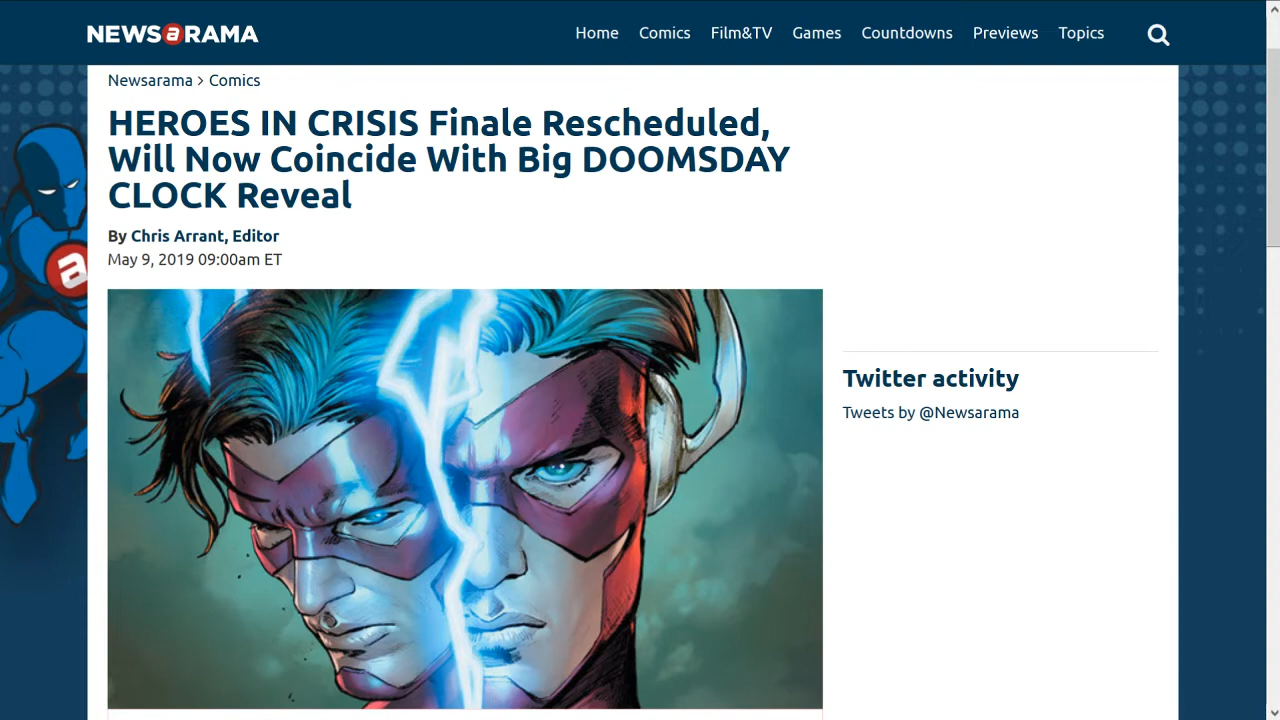 NEWSaRAMA
Home Comics Film&TV Games Countdowns Previews Topics
Newsarama > Comics
HEROES IN CRISIS Finale Rescheduled,
Will Now Coincide With Big DOOMSDAY
CLOCK Reveal
By Chris Arrant, Editor
May 9, 2019 09:00am ET
a
Twitter activity
Tweets by @Newsarama